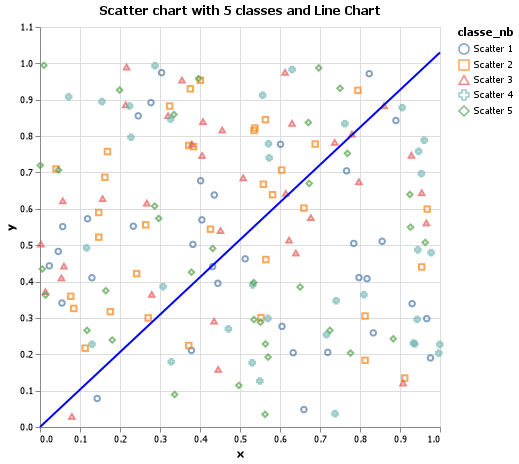 Scatter chart with 5 classes and Line Chart
classe_nb
Scatter 1
Scatter 2
Scatter 3
Scatter 4
Scatter 5
y
1.1
1.0
0.9
0.8
0.7
0.6
0.5
0.4
0.3
0.2
0.1
0.0
0.0 0.1 0.2 0.3 0.4 0.5 0.6 0.7 0.8 0.9 1.0
x